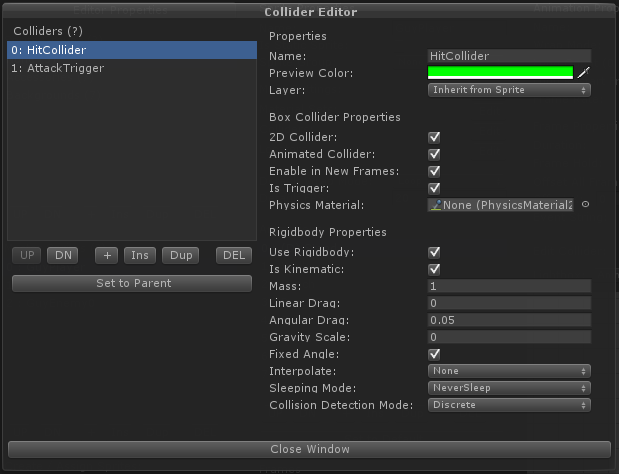 Collider Editor
Colliders (?)
0: HitCollider
1: AttackTrigger
UP DN + Ins Dup DEL
Set to Parent
Properties
Name: HitCollider
Preview Color:
Layer: Inherit from Sprite
Box Collider Properties
2D Collider:
Animated Collider:
Enable in New Frames:
Is Trigger:
Physics Material: None (PhysicsMaterial2
Rigidbody Properties
Use Rigidbody:
Is Kinematic:
Mass: 1
Linear Drag: 0
Angular Drag: 0.05
Gravity Scale: 0
Fixed Angle:
Interpolate: None
Sleeping Mode: NeverSleep
Collision Detection Mode: Discrete
Close Window